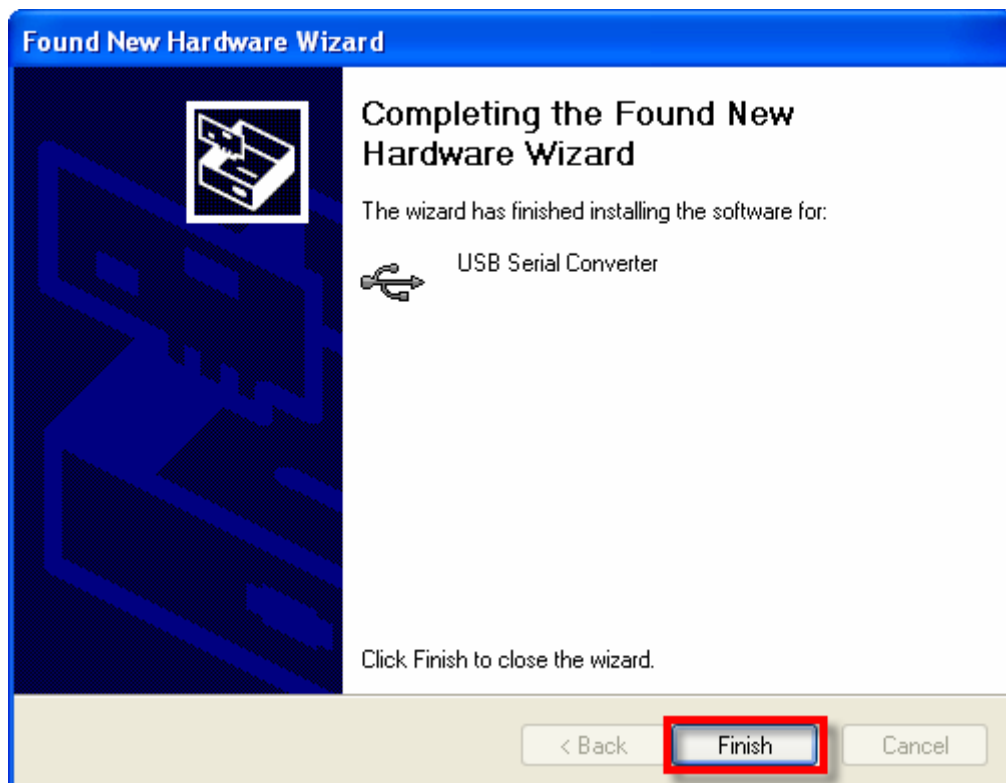 Found New Hardware Wizard
Completing the Found New
Hardware Wizard
The wizard has finished installing the software for:
USB Serial Converter
Click Finish to close the wizard.
< Back
Finish
Cancel